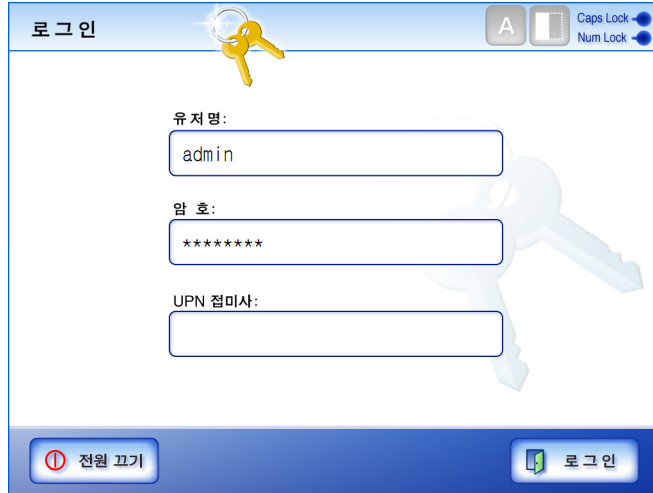 로그인
A
Caps Lock
Num Lock
유저명:
admin
암 호:
********
UPN 접미사:
전원 끄기
로그인